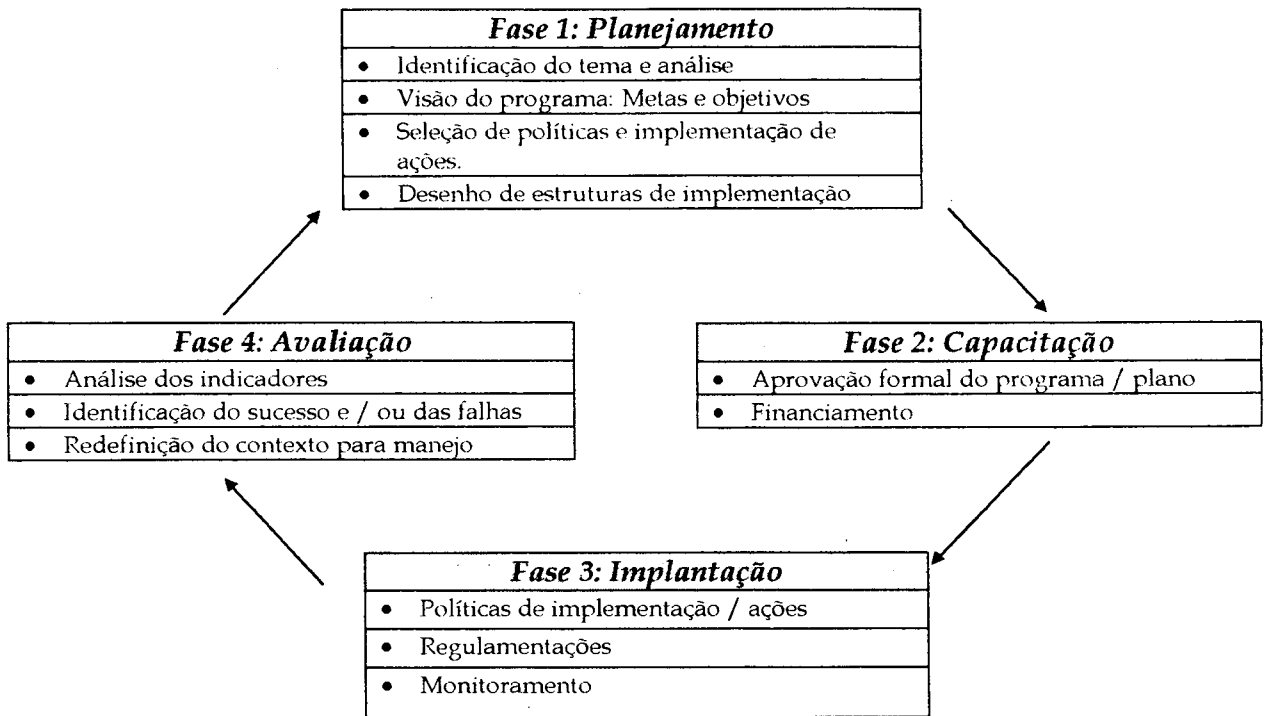 Fase 1: Planejamento
• Identificação do tema e análise
• Visão do programa: Metas e objetivos
• Seleção de políticas e implementação de
ações.
• Desenho de estruturas de implementação
Fase 2: Capacitação
• Aprovação formal do programa / plano
• Financiamento
Fase 3: Implantação
• Políticas de implementação / ações
• Regulamentações
• Monitoramento
Fase 4: Avaliação
• Análise dos indicadores
• Identificação do sucesso e / ou das falhas
• Redefinição do contexto para manejo